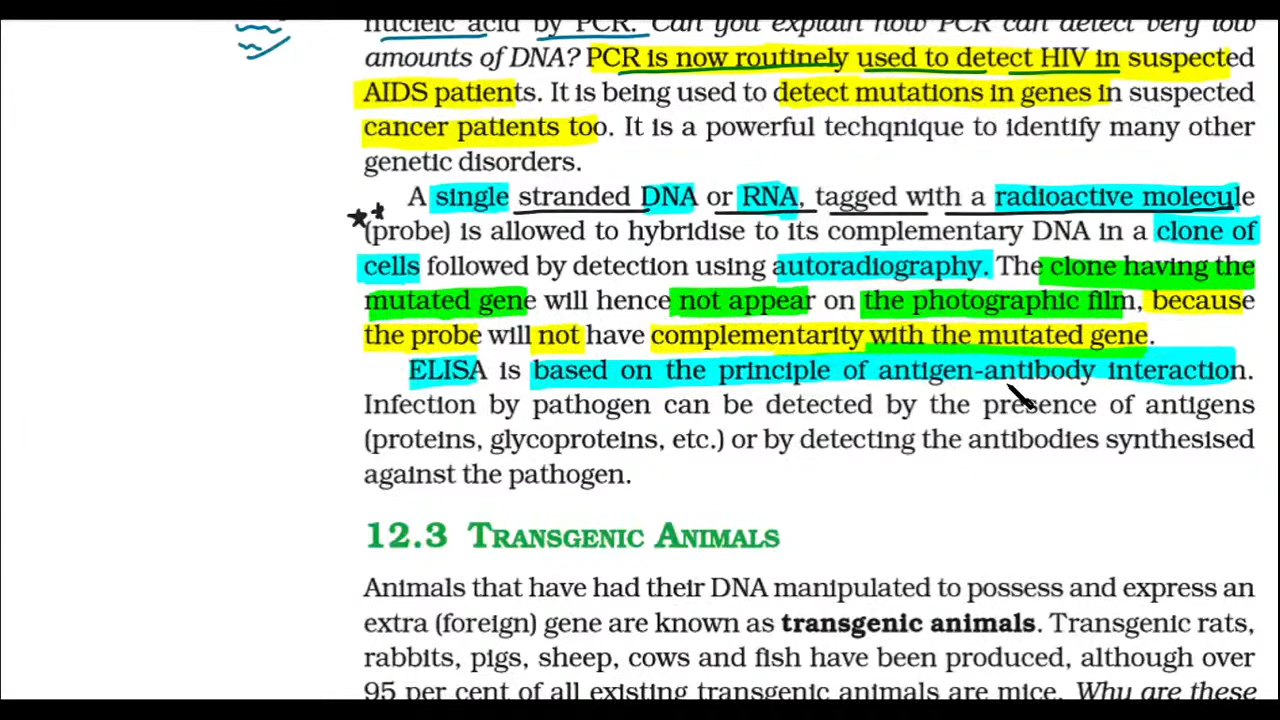 nucleic acid by PCR. Can you explain how PCR can detect very low
amounts of DNA? PCR is now routinely used to detect HIV in suspected
AIDS patients. It is being used to detect mutations in genes in suspected
cancer patients too. It is a powerful techqnique to identify many other
genetic disorders.
A single stranded DNA or RNA, tagged with a radioactive molecule
(probe) is allowed to hybridise to its complementary DNA in a clone of
cells followed by detection using autoradiography. The clone having the
mutated gene will hence not appear on the photographic film, because
the probe will not have complementarity with the mutated gene.
ELISA is based on the principle of antigen-antibody interaction.
Infection by pathogen can be detected by the presence of antigens
(proteins, glycoproteins, etc.) or by detecting the antibodies synthesised
against the pathogen.
12.3 TRANSGENIC ANIMALS
Animals that have had their DNA manipulated to possess and express an
extra (foreign) gene are known as transgenic animals. Transgenic rats,
rabbits, pigs, sheep, cows and fish have been produced, although over
95 per cent of all existing transgenic animals are mice. Why are these